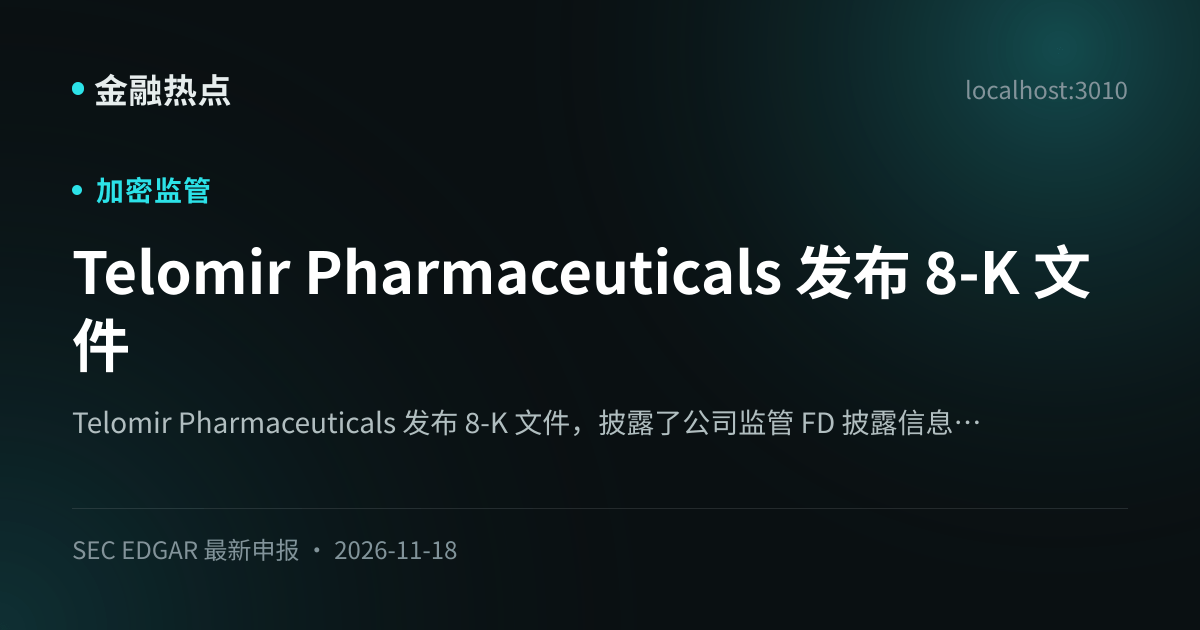 金融热点
localhost:3010
加密监管
Telomir Pharmaceuticals 发布 8-K 文
件
Telomir Pharmaceuticals 发布 8-K 文件，披露了公司监管 FD 披露信息…
SEC EDGAR 最新申报 · 2026-11-18